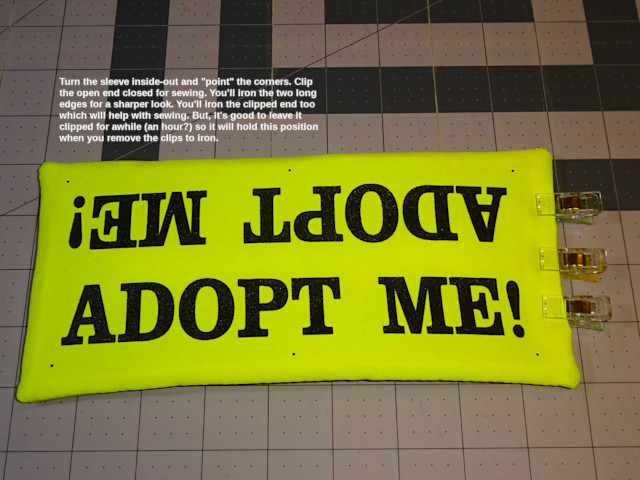 Turn the sleeve inside-out and "point" the corners. Clip
the open end closed for sewing. You'll iron the two long
edges for a sharper look. You'll iron the clipped end too
which will help with sewing. But, it's good to leave it
clipped for awhile (an hour?) so it will hold this position
when you remove the clips to iron.
ADOPT ME!
ADOPT ME!